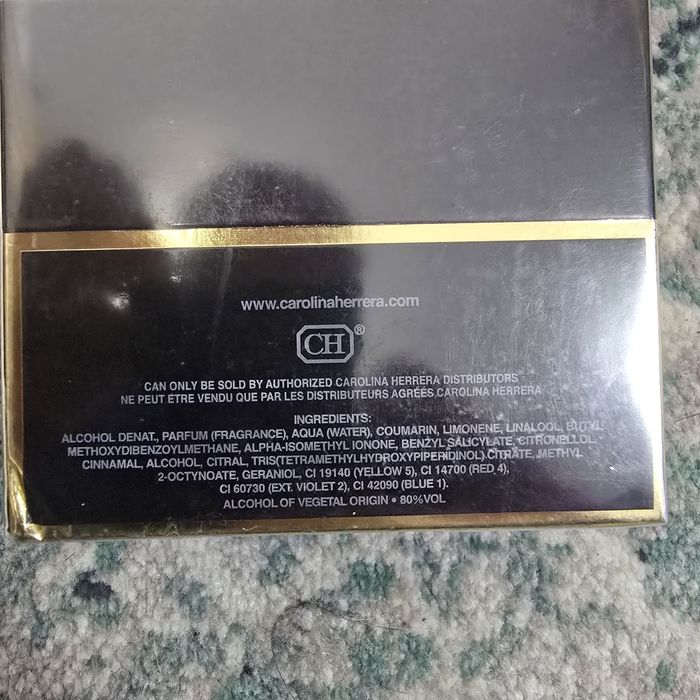 www.carolinaherrera.com
CH®
CAN ONLY BE SOLD BY AUTHORIZED CAROLINA HERRERA DISTRIBUTORS
NE PEUT ÊTRE VENDU QUE PAR LES DISTRIBUTEURS AGRÉÉS CAROLINA HERRERA
INGREDIENTS:
ALCOHOL DENAT., PARFUM (FRAGRANCE), AQUA (WATER), COUMARIN, LIMONENE, LINALOOL, BUTYL
METHOXYDIBENZOYLMETHANE, ALPHA-ISOMETHYL IONONE, BENZYL SALICYLATE, CITRONELLOL,
CINNAMAL, ALCOHOL, CITRAL, TRIS(TETRAMETHYLHYDROXYPIPERIDINOL) CITRATE, METHYL
2-OCTYNOATE, GERANIOL, CI 19140 (YELLOW 5), CI 14700 (RED 4),
CI 60730 (EXT. VIOLET 2), CI 42090 (BLUE 1).
ALCOHOL OF VEGETAL ORIGIN • 80%VOL